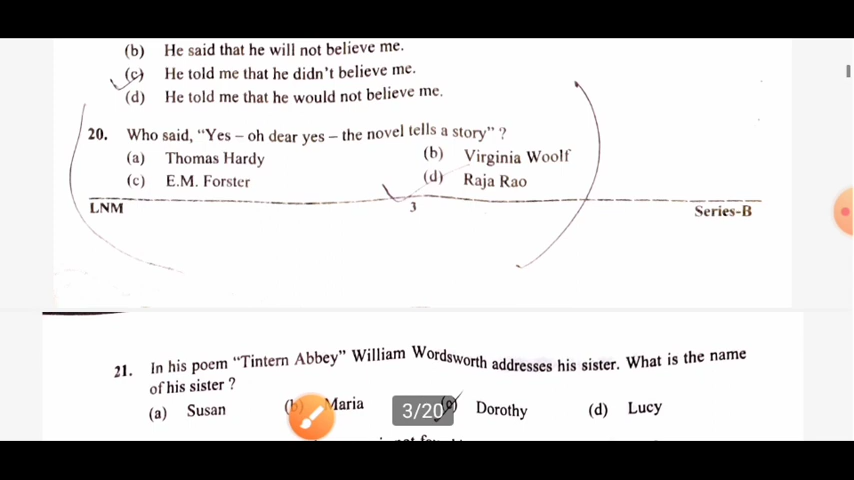 (b) He said that he will not believe me.
(c) He told me that he didn't believe me.
(d) He told me that he would not believe me.
20. Who said, "Yes – oh dear yes – the novel tells a story" ?
(a) Thomas Hardy (b) Virginia Woolf
(c) E.M. Forster (d) Raja Rao
LNM 3 Series-B
21. In his poem "Tintern Abbey" William Wordsworth addresses his sister. What is the name
of his sister ?
(a) Susan (b) Maria (c) Dorothy (d) Lucy
3/20